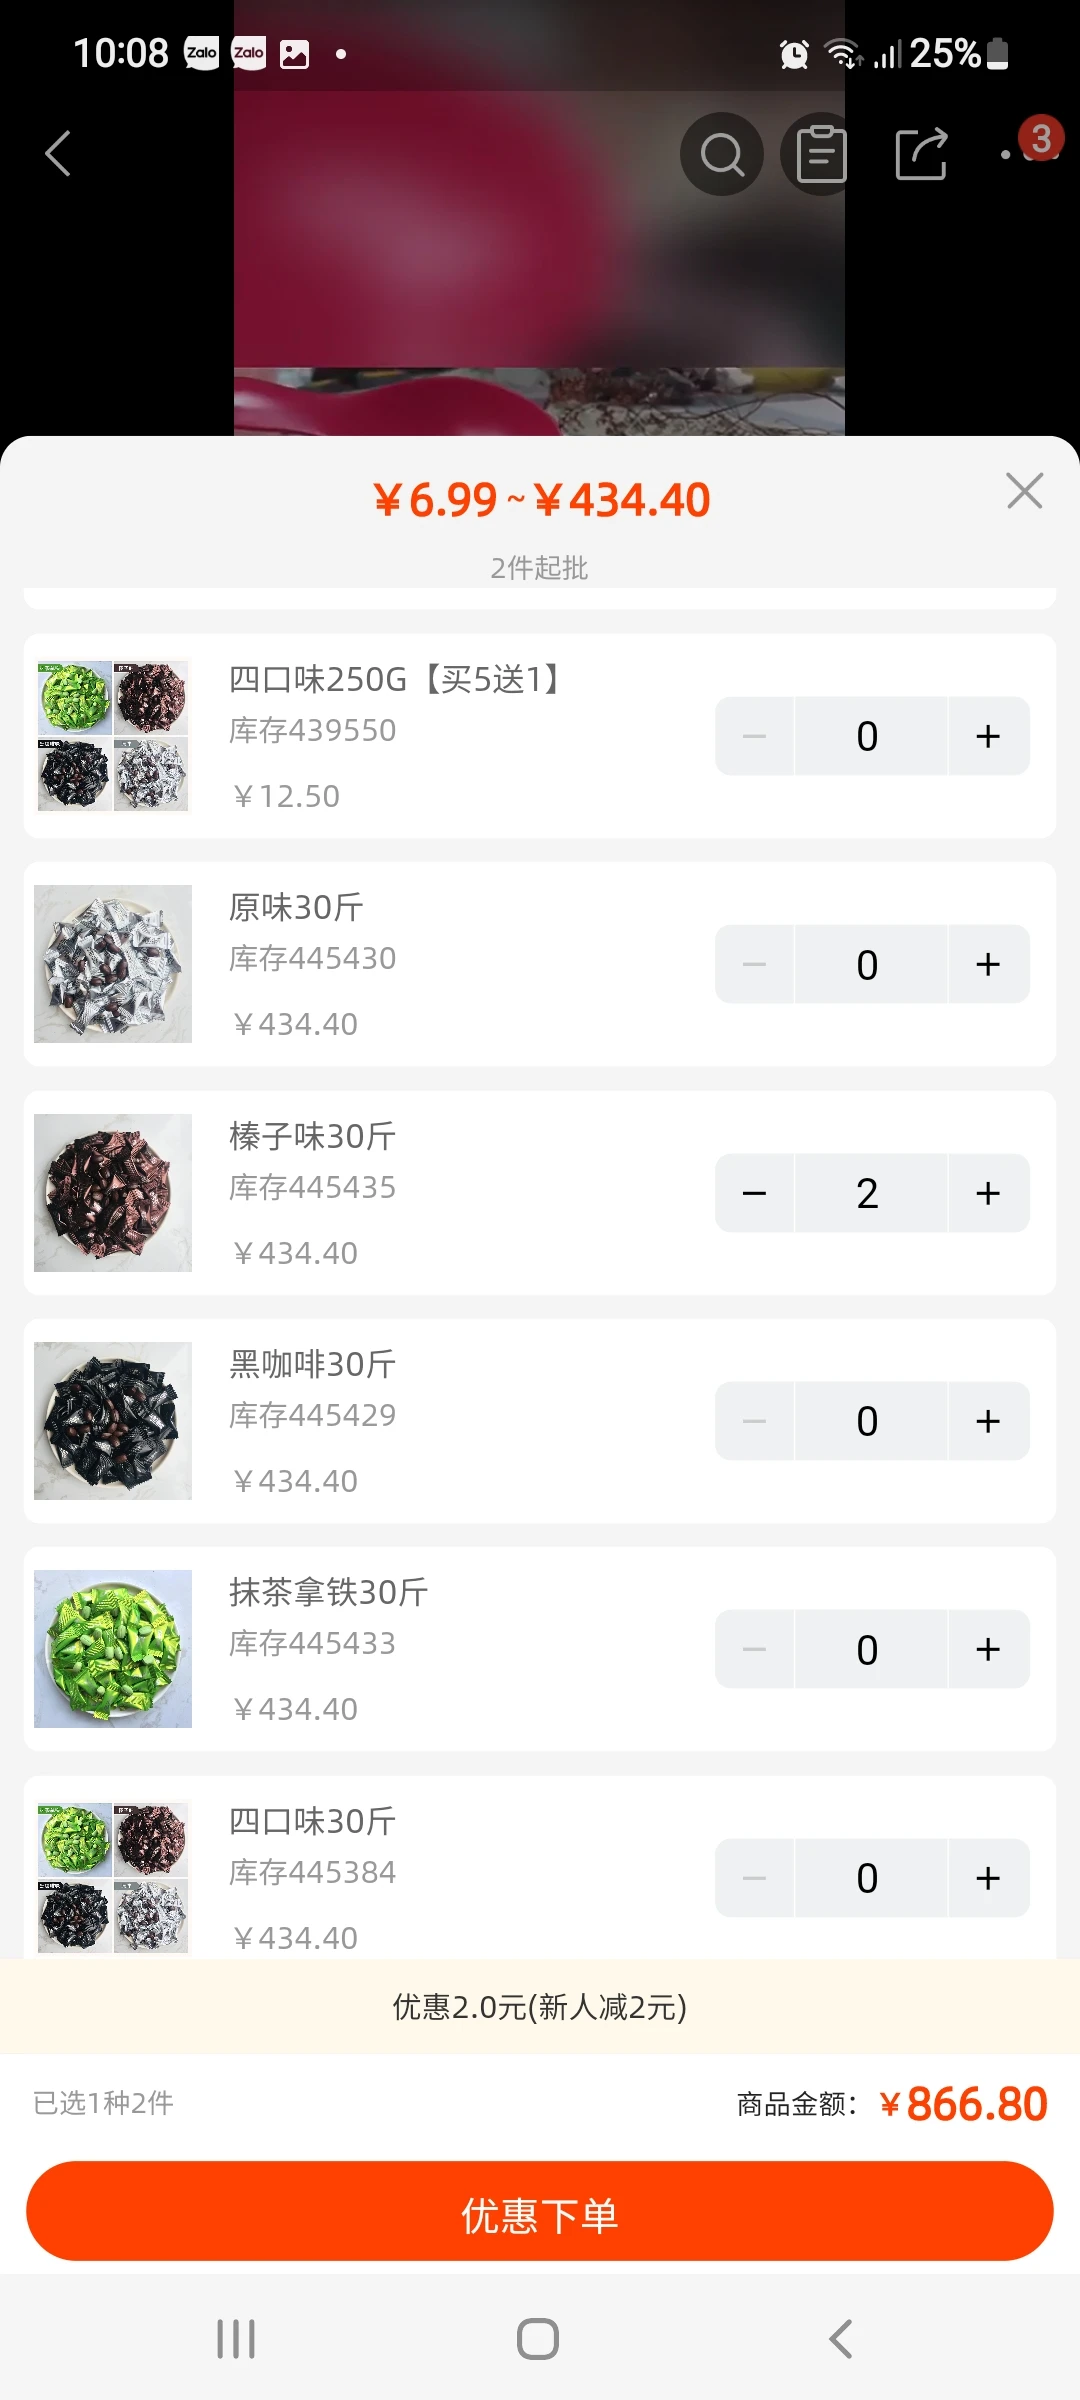 10:08 Zalo Zalo 25%
3
¥6.99~¥434.40
2件起批
四口味250G【买5送1】
库存439550
0
¥12.50
原味30斤
库存445430
0
¥434.40
榛子味30斤
库存445435
2
¥434.40
黑咖啡30斤
库存445429
0
¥434.40
抹茶拿铁30斤
库存445433
0
¥434.40
四口味30斤
库存445384
0
¥434.40
优惠2.0元(新人减2元)
已选1种2件 商品金额：¥866.80
优惠下单